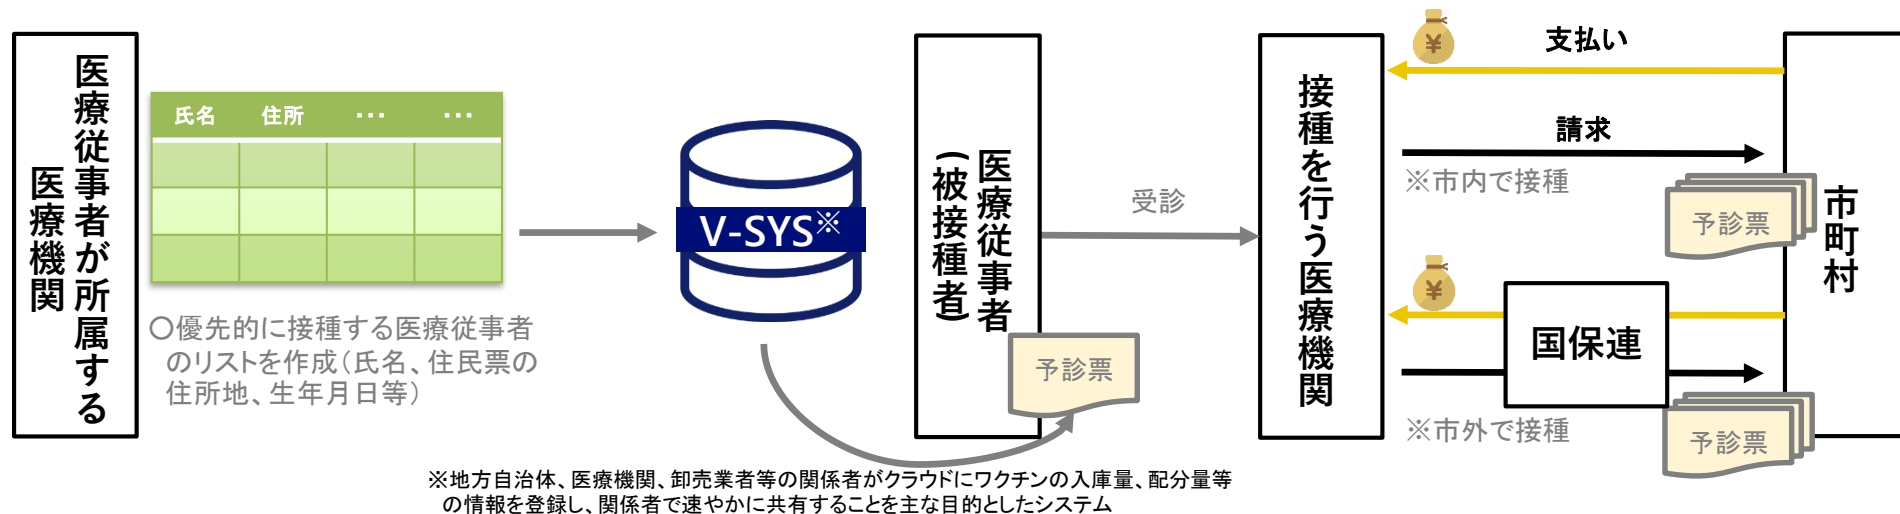 医療従事者が所属する
医療機関
氏名 住所 ・・・ ・・・
〇優先的に接種する医療従事者
のリストを作成（氏名、住民票の
住所地、生年月日等）
V-SYS※
医療従事者
（被接種者）
予診票
受診
接種を行う医療機関
支払い
請求
※市内で接種
予診票
国保連
※市外で接種
予診票
市町村
※地方自治体、医療機関、卸売業者等の関係者がクラウドにワクチンの入庫量、配分量等
の情報を登録し、関係者で速やかに共有することを主な目的としたシステム